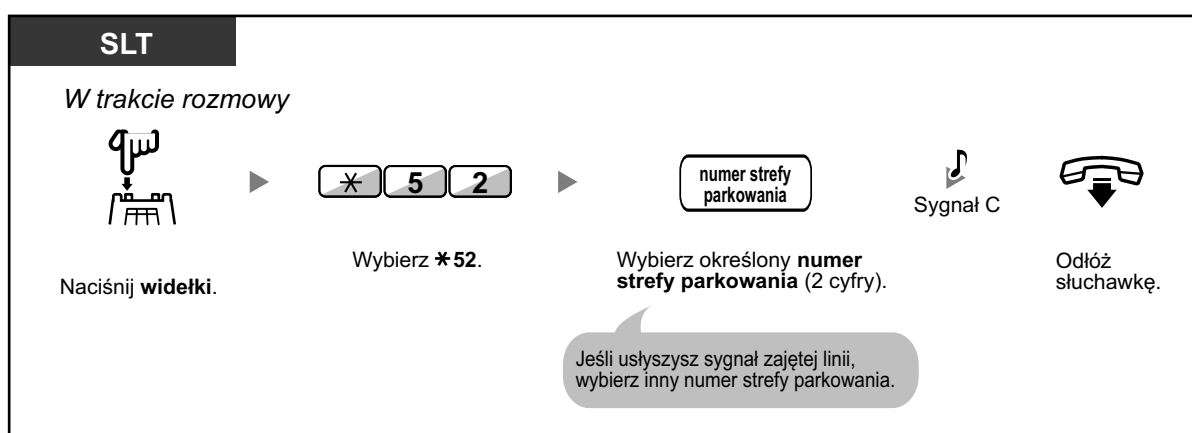 SLT
W trakcie rozmowy
* 5 2
numer strefy
parkowania
Sygnał C
Naciśnij widełki.
Wybierz *52.
Wybierz określony numer
strefy parkowania (2 cyfry).
Odłóż
słuchawkę.
Jeśli usłyszysz sygnał zajętej linii,
wybierz inny numer strefy parkowania.